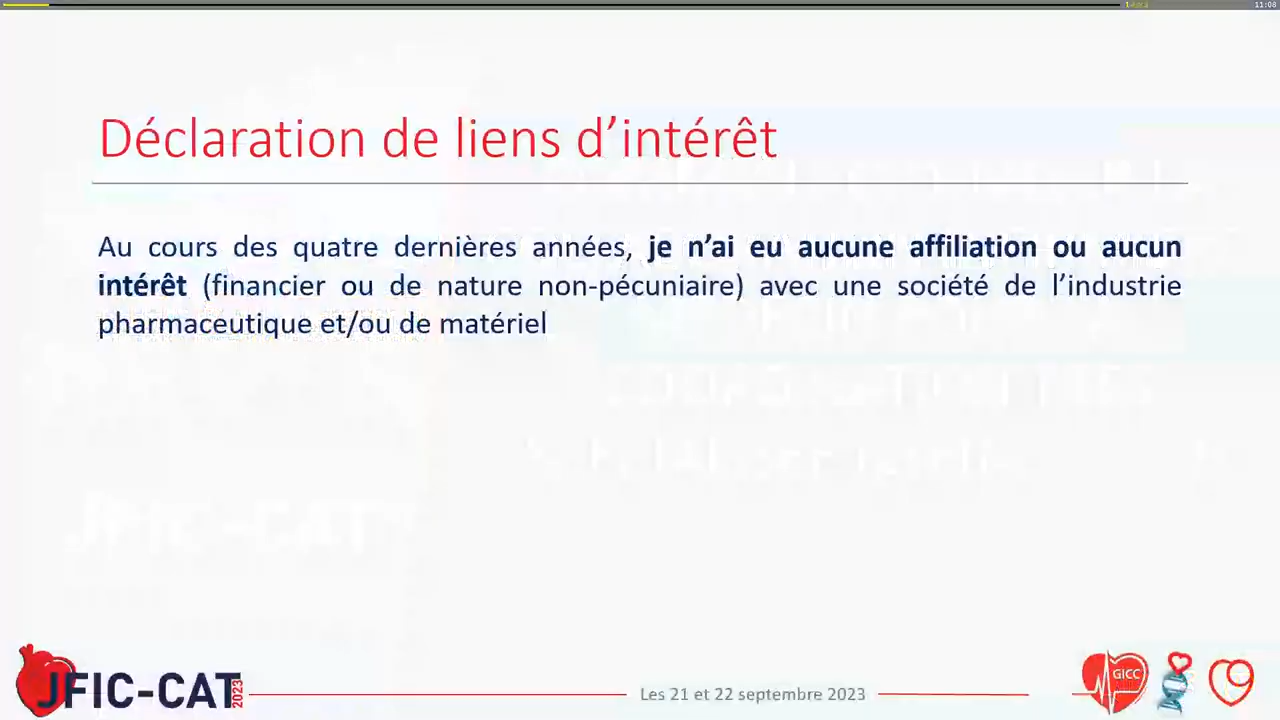 11:08
Déclaration de liens d’intérêt
Au cours des quatre dernières années, je n’ai eu aucune affiliation ou aucun
intérêt (financier ou de nature non-pécuniaire) avec une société de l’industrie
pharmaceutique et/ou de matériel
JFIC-CAT
2023
Les 21 et 22 septembre 2023
GICC